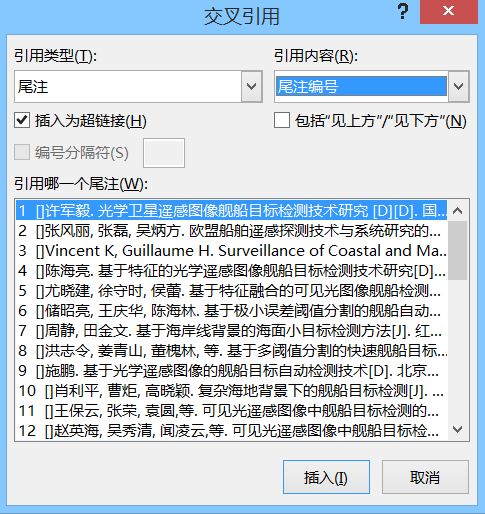 交叉引用
?
×
引用类型(T):
引用内容(R):
尾注
尾注编号
插入为超链接(H)
包括“见上方”/“见下方”(N)
编号分隔符(S)
引用哪一个尾注(W):
1 []许军毅. 光学卫星遥感图像舰船目标检测技术研究 [D][D]. 国...
2 []张风丽, 张磊, 吴炳方. 欧盟船舶遥感探测技术与系统研究的...
3 []Vincent K, Guillaume H. Surveillance of Coastal and Ma...
4 []陈海亮. 基于特征的光学遥感图像舰船目标检测技术研究[D]...
5 []尤晓建, 徐守时, 侯蕾. 基于特征融合的可见光图像舰船检测...
6 []储昭亮, 王庆华, 陈海林. 基于极小误差阈值分割的舰船自动...
7 []周静, 田金文. 基于海岸线背景的海面小目标检测方法[J]. 红...
8 []洪志令, 姜青山, 董槐林, 等. 基于多阈值分割的快速舰船目标...
9 []施鹏. 基于光学遥感图像的舰船目标自动检测技术[D]. 北京...
10 []肖利平, 曹炬, 高晓颖. 复杂海地背景下的舰船目标检测[J]. ...
11 []王保云, 张荣, 袁圆,等. 可见光遥感图像中舰船目标检测的...
12 []赵英海, 吴秀清, 闻凌云,等. 可见光遥感图像中舰船目标检...
插入(I)
取消